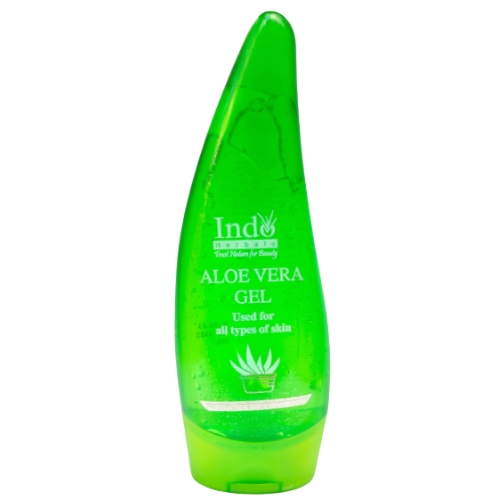 Indo
Herbals
Trust Nature for Beauty
ALOE VERA
GEL
Used for
all types of skin